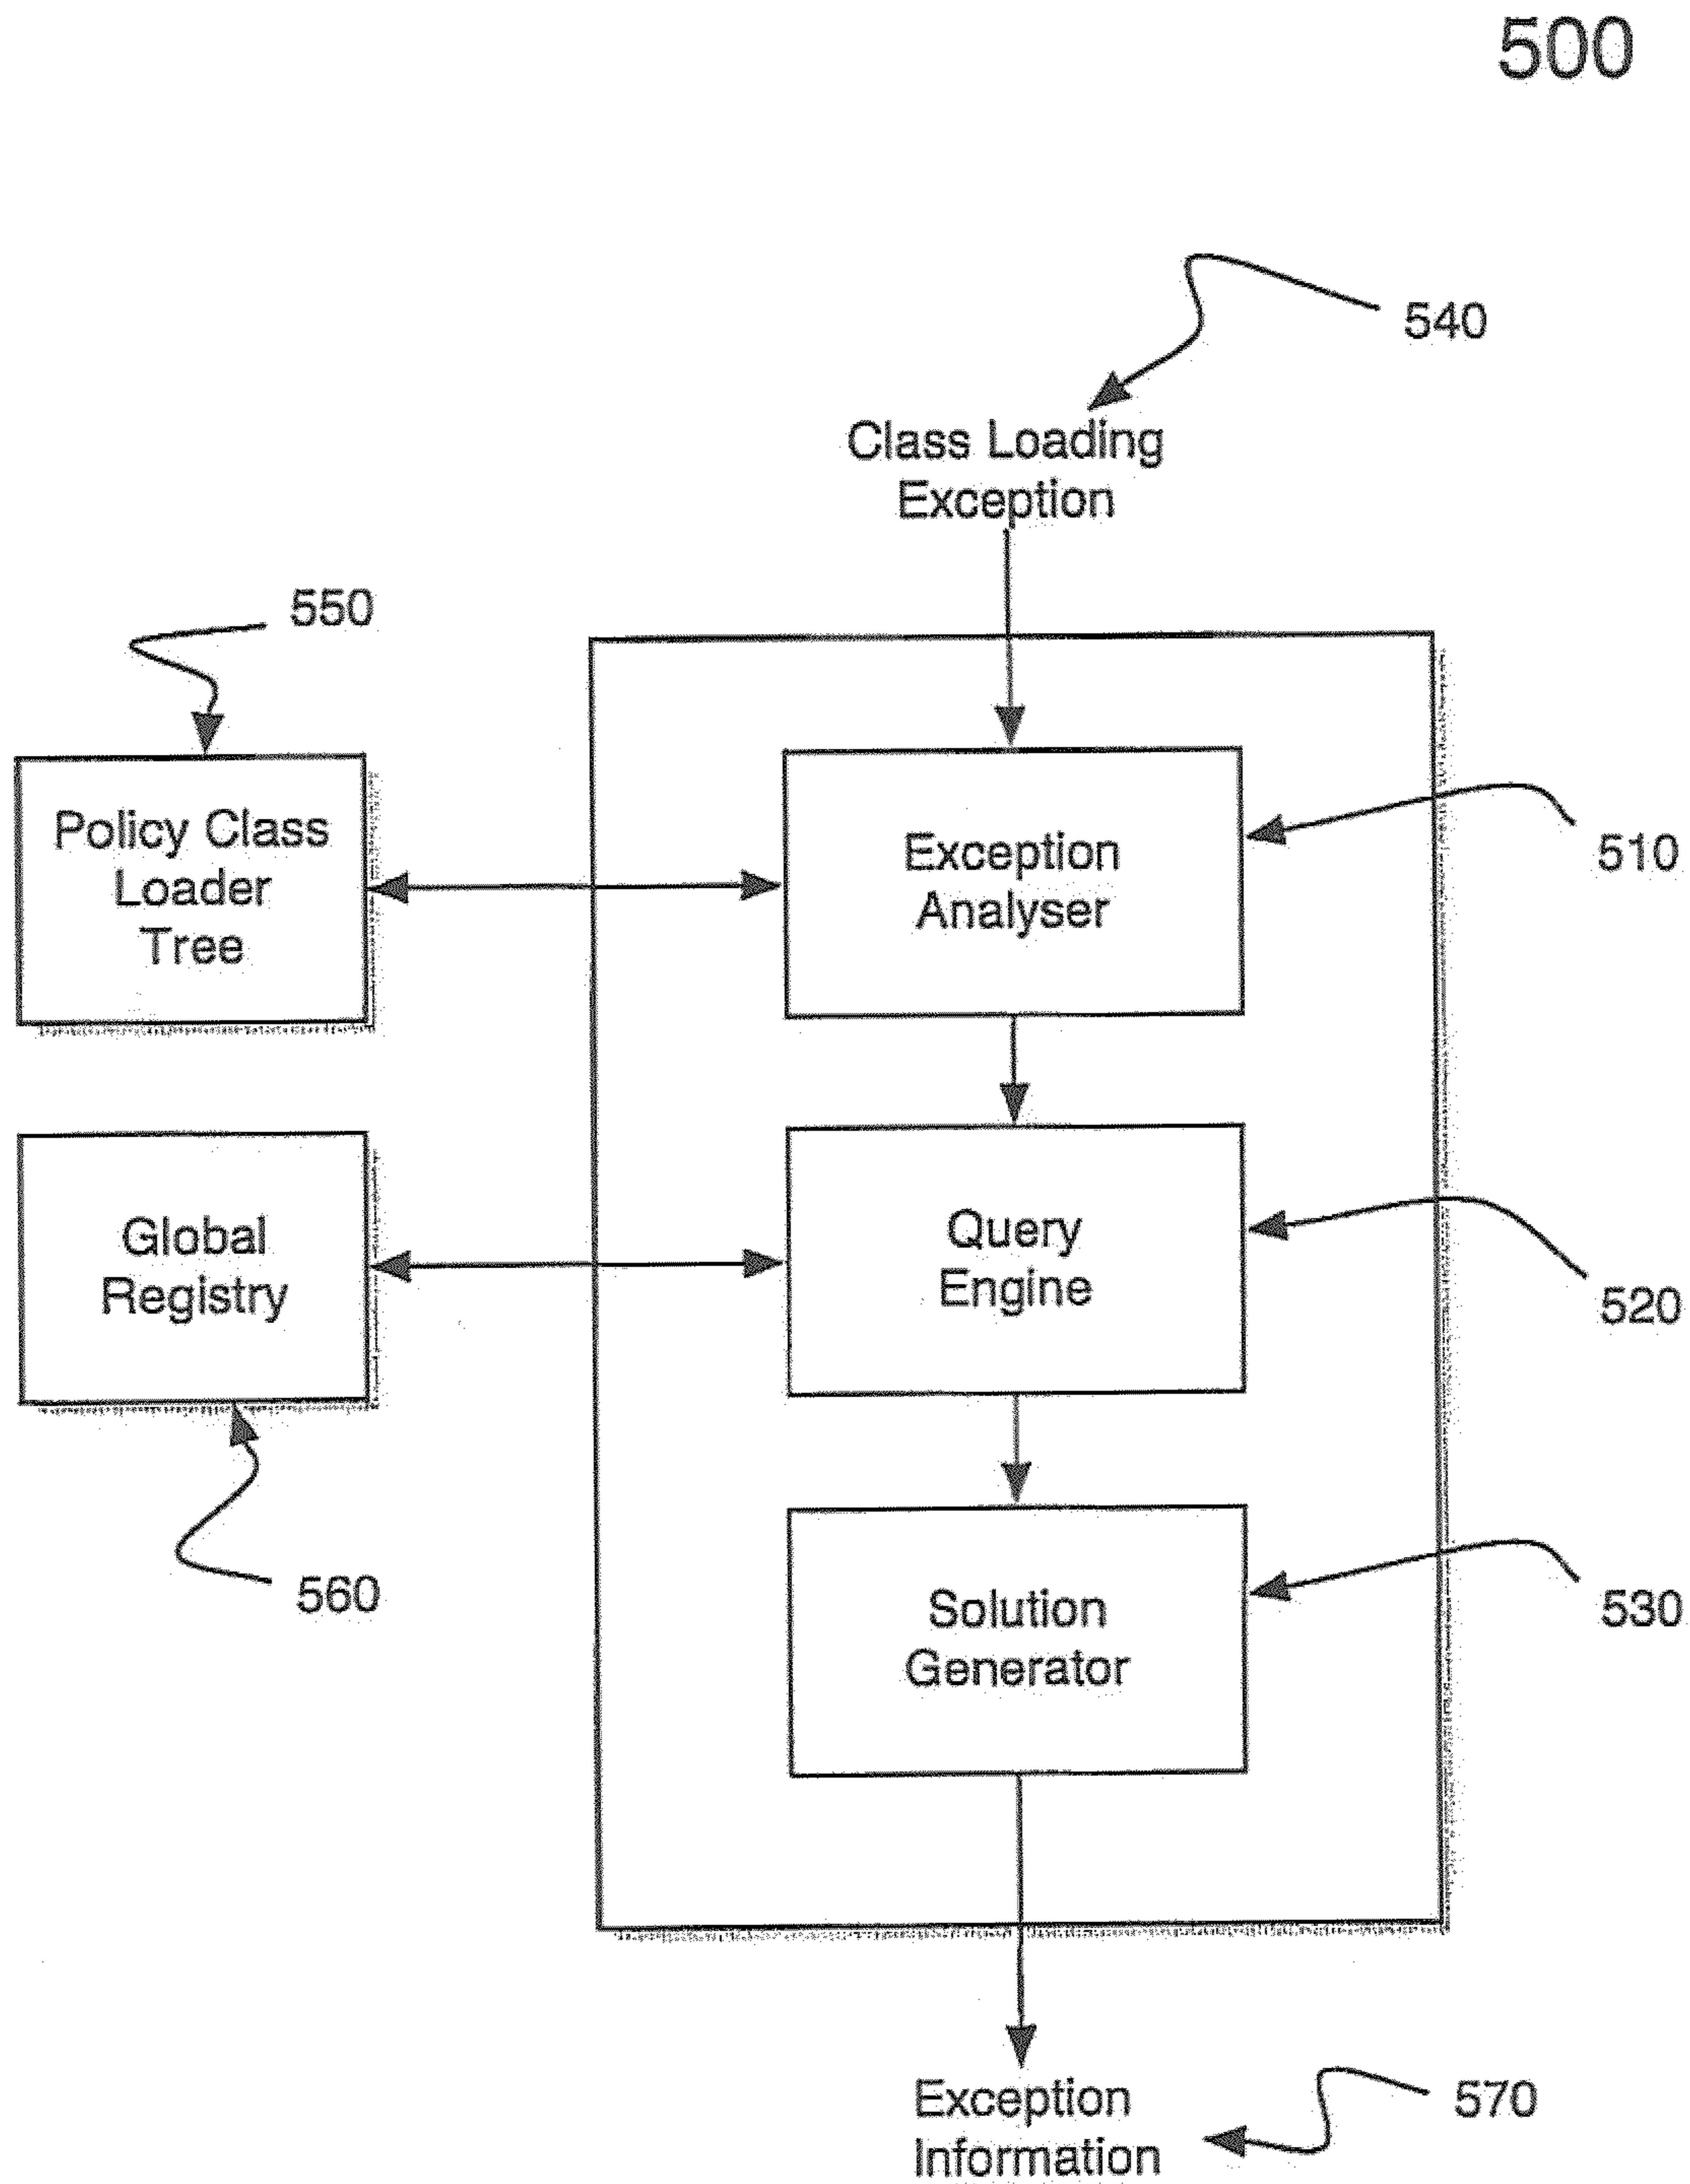 500
540
Class Loading
Exception
550
Policy Class
Loader
Tree
Exception
Analyser
510
Global
Registry
Query
Engine
520
560
Solution
Generator
530
Exception
Information
570